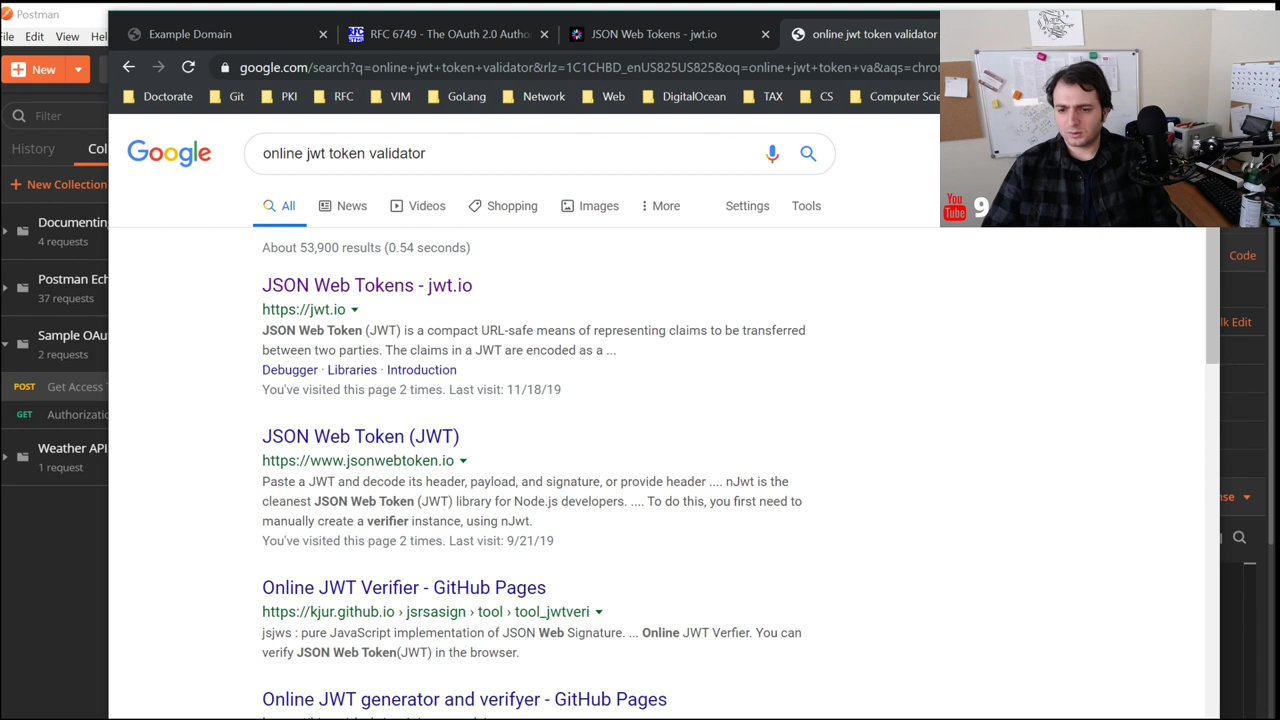 Postman
File Edit View Hel
New
Filter
History Col
New Collection
Documentin
4 requests
Postman Ech
37 requests
Sample OAu
2 requests
POST Get Access T
GET Authorizatio
Weather API
1 request
Example Domain
RFC 6749 - The OAuth 2.0 Autho
JSON Web Tokens - jwt.io
online jwt token validator
google.com/search?q=online+jwt+token+validator&rlz=1C1CHBD_enUS825US825&oq=online+jwt+token+va&aqs=chro
Doctorate Git PKI RFC VIM GoLang Network Web DigitalOcean TAX CS Computer Scie
Google
online jwt token validator
All News Videos Shopping Images More Settings Tools
About 53,900 results (0.54 seconds)
JSON Web Tokens - jwt.io
https://jwt.io
JSON Web Token (JWT) is a compact URL-safe means of representing claims to be transferred
between two parties. The claims in a JWT are encoded as a ...
Debugger · Libraries · Introduction
You've visited this page 2 times. Last visit: 11/18/19
JSON Web Token (JWT)
https://www.jsonwebtoken.io
Paste a JWT and decode its header, payload, and signature, or provide header .... nJwt is the
cleanest JSON Web Token (JWT) library for Node.js developers. .... To do this, you first need to
manually create a verifier instance, using nJwt.
You've visited this page 2 times. Last visit: 9/21/19
Online JWT Verifier - GitHub Pages
https://kjur.github.io › jsrsasign › tool › tool_jwtveri
jsjws : pure JavaScript implementation of JSON Web Signature. ... Online JWT Verfier. You can
verify JSON Web Token(JWT) in the browser.
Online JWT generator and verifyer - GitHub Pages
You
Tube 9
Code
lk Edit
nse